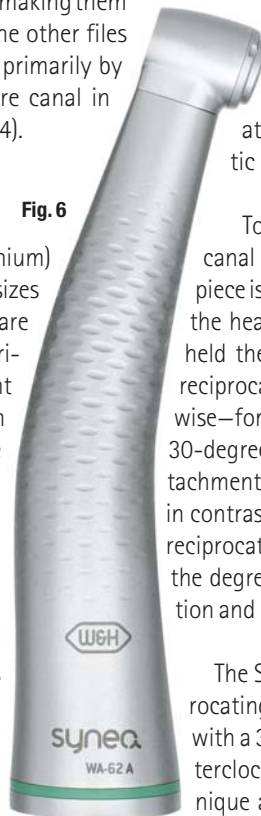 making them
ne other files
primarily by
re canal in
4).
Fig. 6
nium)
sizes
are
ri-
nt
n
W&H
synea
WA-62 A
at
tic
To
canal
piece is
the hea
held the
reciproca
wise—for
30-degree
tachment
in contras
reciprocat
the degre
tion and
The S
rocating
with a 3
terclock
nique a